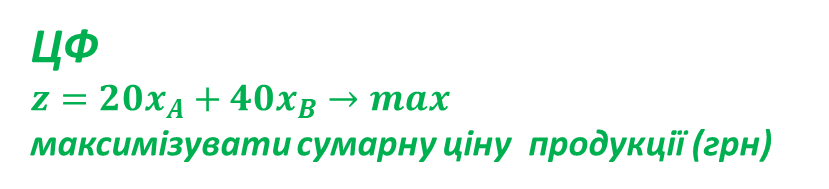 ЦФ
z = 20x_A + 40x_B → max
максимізувати сумарну ціну продукції (грн)